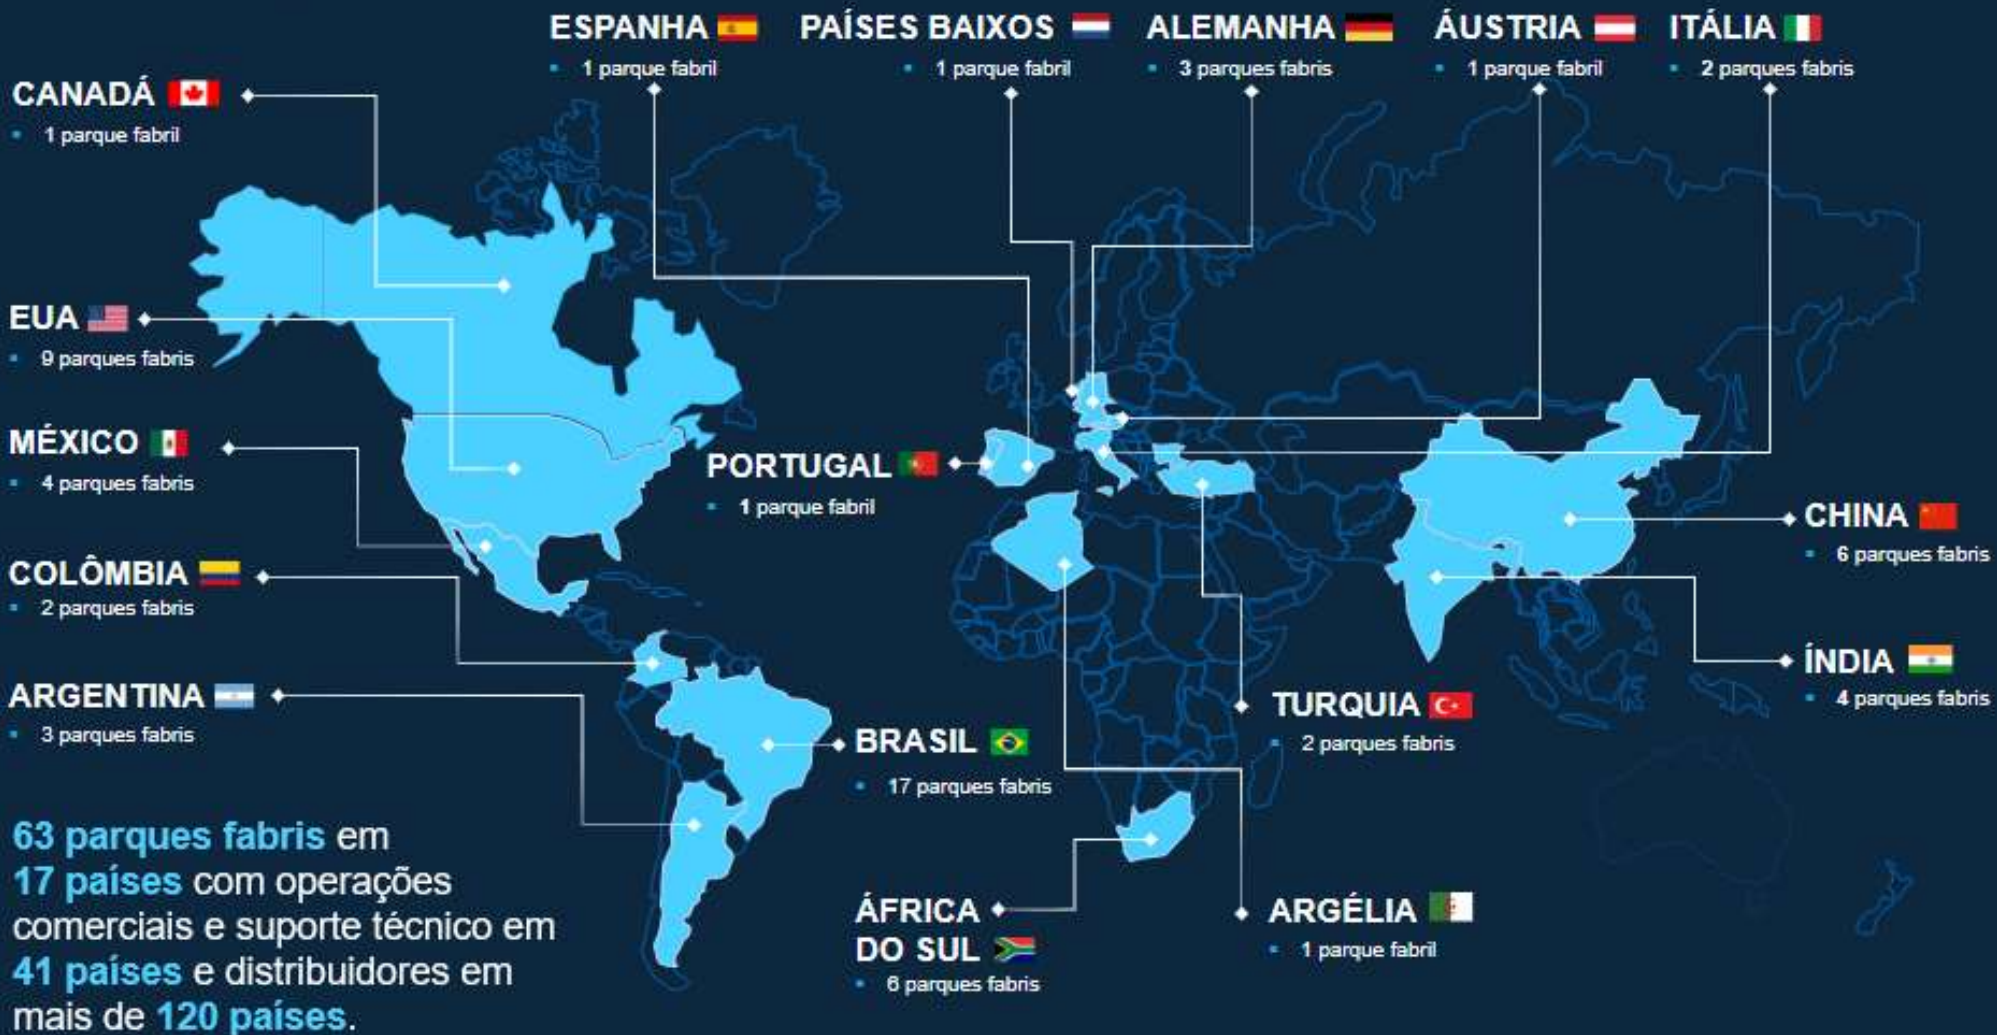 ESPANHA
1 parque fabril
PAÍSES BAIXOS
1 parque fabril
ALEMANHA
3 parques fabris
ÁUSTRIA
1 parque fabril
ITÁLIA
2 parques fabris
CANADÁ
1 parque fabril
EUA
9 parques fabris
MÉXICO
4 parques fabris
COLÔMBIA
2 parques fabris
ARGENTINA
3 parques fabris
PORTUGAL
1 parque fabril
BRASIL
17 parques fabris
ÁFRICA
DO SUL
6 parques fabris
TURQUIA
2 parques fabris
ARGÉLIA
1 parque fabril
CHINA
6 parques fabris
ÍNDIA
4 parques fabris
63 parques fabris em
17 países com operações
comerciais e suporte técnico em
41 países e distribuidores em
mais de 120 países.